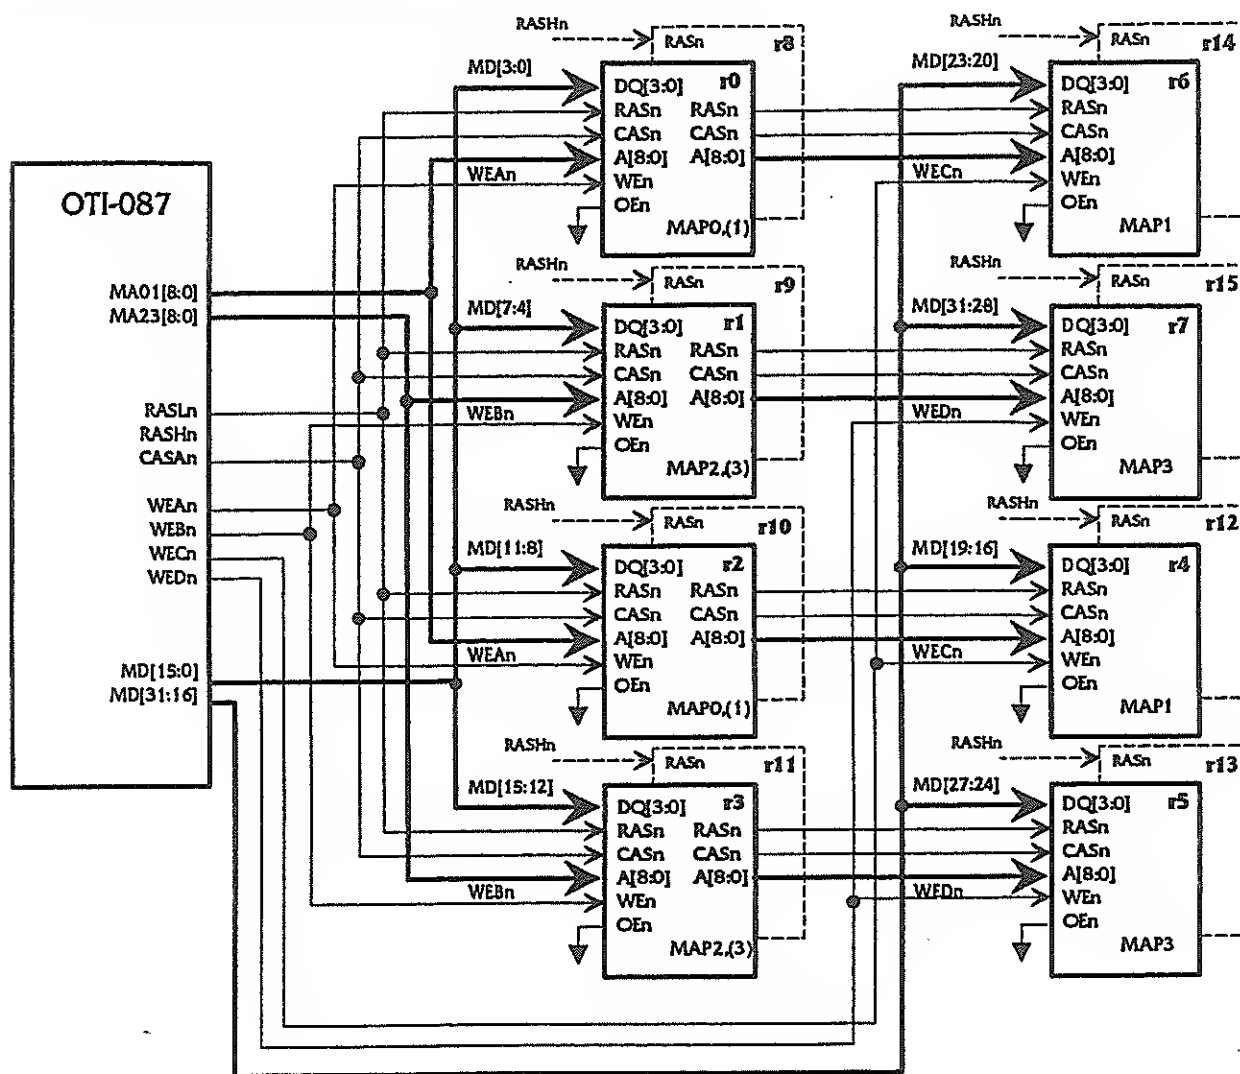 OTI-087
MA01[8:0]
MA23[8:0]
RASLn
RASHn
CASAn
WEAn
WEBn
WECn
WEDn
MD[15:0]
MD[31:16]
RASHn
RASn r8
MD[3:0]
r0
DQ[3:0]
RASn RASn
CASn CASn
A[8:0] A[8:0]
WEAn
WEn
OEn
MAP0,(1)
RASHn
RASn r9
MD[7:4]
r1
DQ[3:0]
RASn RASn
CASn CASn
A[8:0] A[8:0]
WEBn
WEn
OEn
MAP2,(3)
RASHn
RASn r10
MD[11:8]
r2
DQ[3:0]
RASn RASn
CASn CASn
A[8:0] A[8:0]
WEAn
WEn
OEn
MAP0,(1)
RASHn
RASn r11
MD[15:12]
r3
DQ[3:0]
RASn RASn
CASn CASn
A[8:0] A[8:0]
WEBn
WEn
OEn
MAP2,(3)
RASHn
RASn r14
MD[23:20]
DQ[3:0] r6
RASn
CASn
A[8:0]
WECn
WEn
OEn
MAP1
RASHn
RASn r15
MD[31:28]
DQ[3:0] r7
RASn
CASn
A[8:0]
WEDn
WEn
OEn
MAP3
RASHn
RASn r12
MD[19:16]
DQ[3:0] r4
RASn
CASn
A[8:0]
WECn
WEn
OEn
MAP1
RASHn
RASn r13
MD[27:24]
DQ[3:0] r5
RASn
CASn
A[8:0]
WEDn
WEn
OEn
MAP3